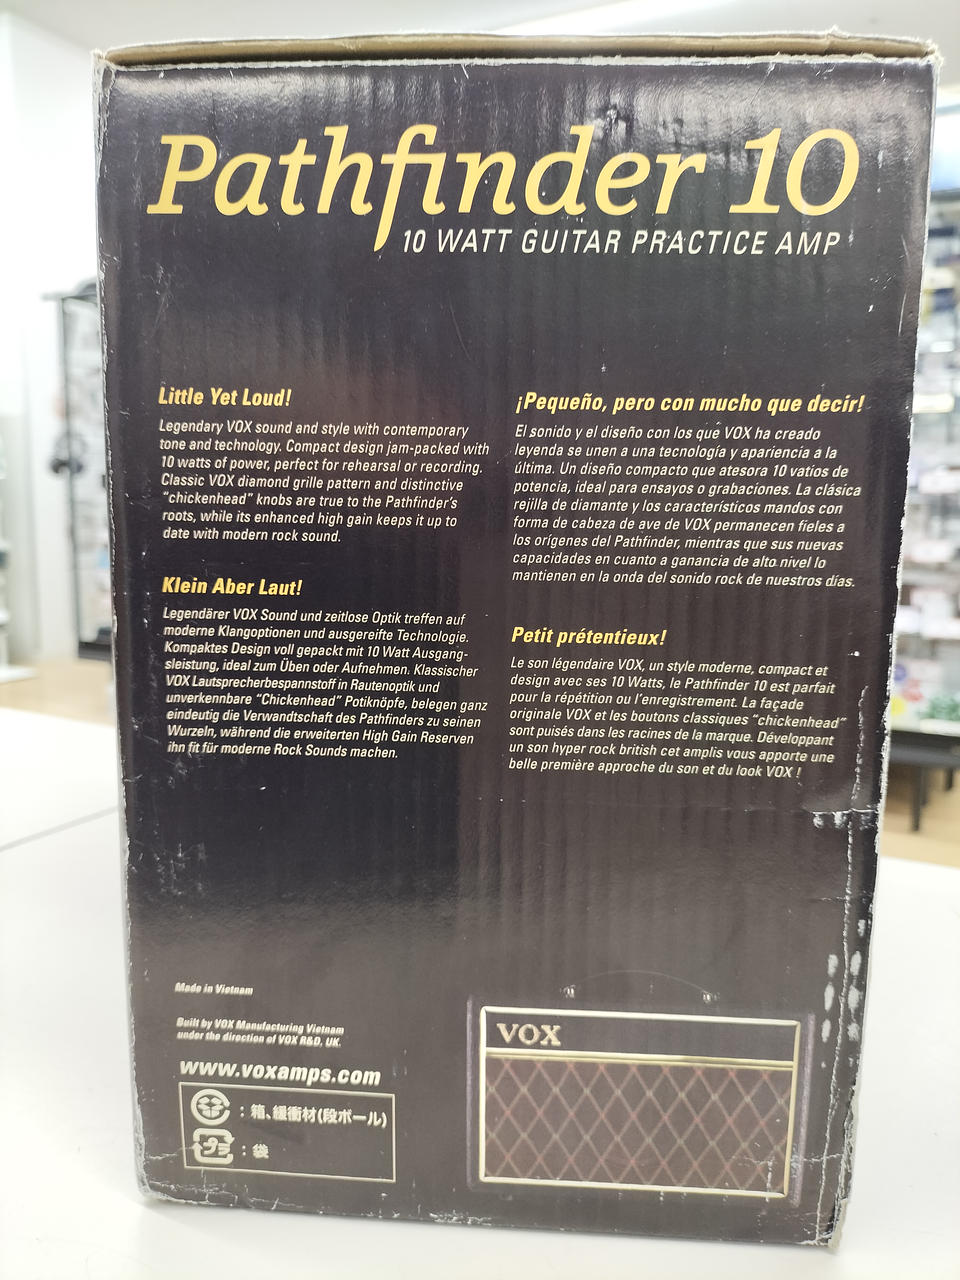 Pathfinder 10
10 WATT GUITAR PRACTICE AMP
Little Yet Loud!
Legendary VOX sound and style with contemporary
tone and technology. Compact design jam-packed with
10 watts of power, perfect for rehearsal or recording.
Classic VOX diamond grille pattern and distinctive
“chickenhead” knobs are true to the Pathfinder's
roots, while its enhanced high gain keeps it up to
date with modern rock sound.
Klein Aber Laut!
Legendärer VOX Sound und zeitlose Optik treffen auf
moderne Klangoptionen und ausgereifte Technologie.
Kompaktes Design voll gepackt mit 10 Watt Ausgang-
sleistung, ideal zum Üben oder Aufnehmen. Klassischer
VOX Lautsprecherbespannstoff in Rautenoptik und
unverkennbare “Chickenhead” Potiknöpfe, belegen ganz
eindeutig die Verwandtschaft des Pathfinders zu seinen
Wurzeln, während die erweiterten High Gain Reserven
ihn fit für moderne Rock Sounds machen.
¡Pequeño, pero con mucho que decir!
El sonido y el diseño con los que VOX ha creado
leyenda se unen a una tecnología y apariencia a la
última. Un diseño compacto que atesora 10 vatios de
potencia, ideal para ensayos o grabaciones. La clásica
rejilla de diamante y los característicos mandos con
forma de cabeza de ave de VOX permanecen fieles a
los orígenes del Pathfinder, mientras que sus nuevas
capacidades en cuanto a ganancia de alto nivel lo
mantienen en la onda del sonido rock de nuestros días.
Petit prétentieux!
Le son légendaire VOX, un style moderne, compact et
design avec ses 10 Watts, le Pathfinder 10 est parfait
pour la répétition ou l'enregistrement. La façade
originale VOX et les boutons classiques “chickenhead”
sont puisés dans les racines de la marque. Développant
un son hyper rock british cet amplis vous apporte une
belle première approche du son et du look VOX !
Made in Vietnam
Built by VOX Manufacturing Vietnam
under the direction of VOX R&D, UK.
www.voxamps.com
：箱、緩衝材(段ボール)
プラ：袋
VOX